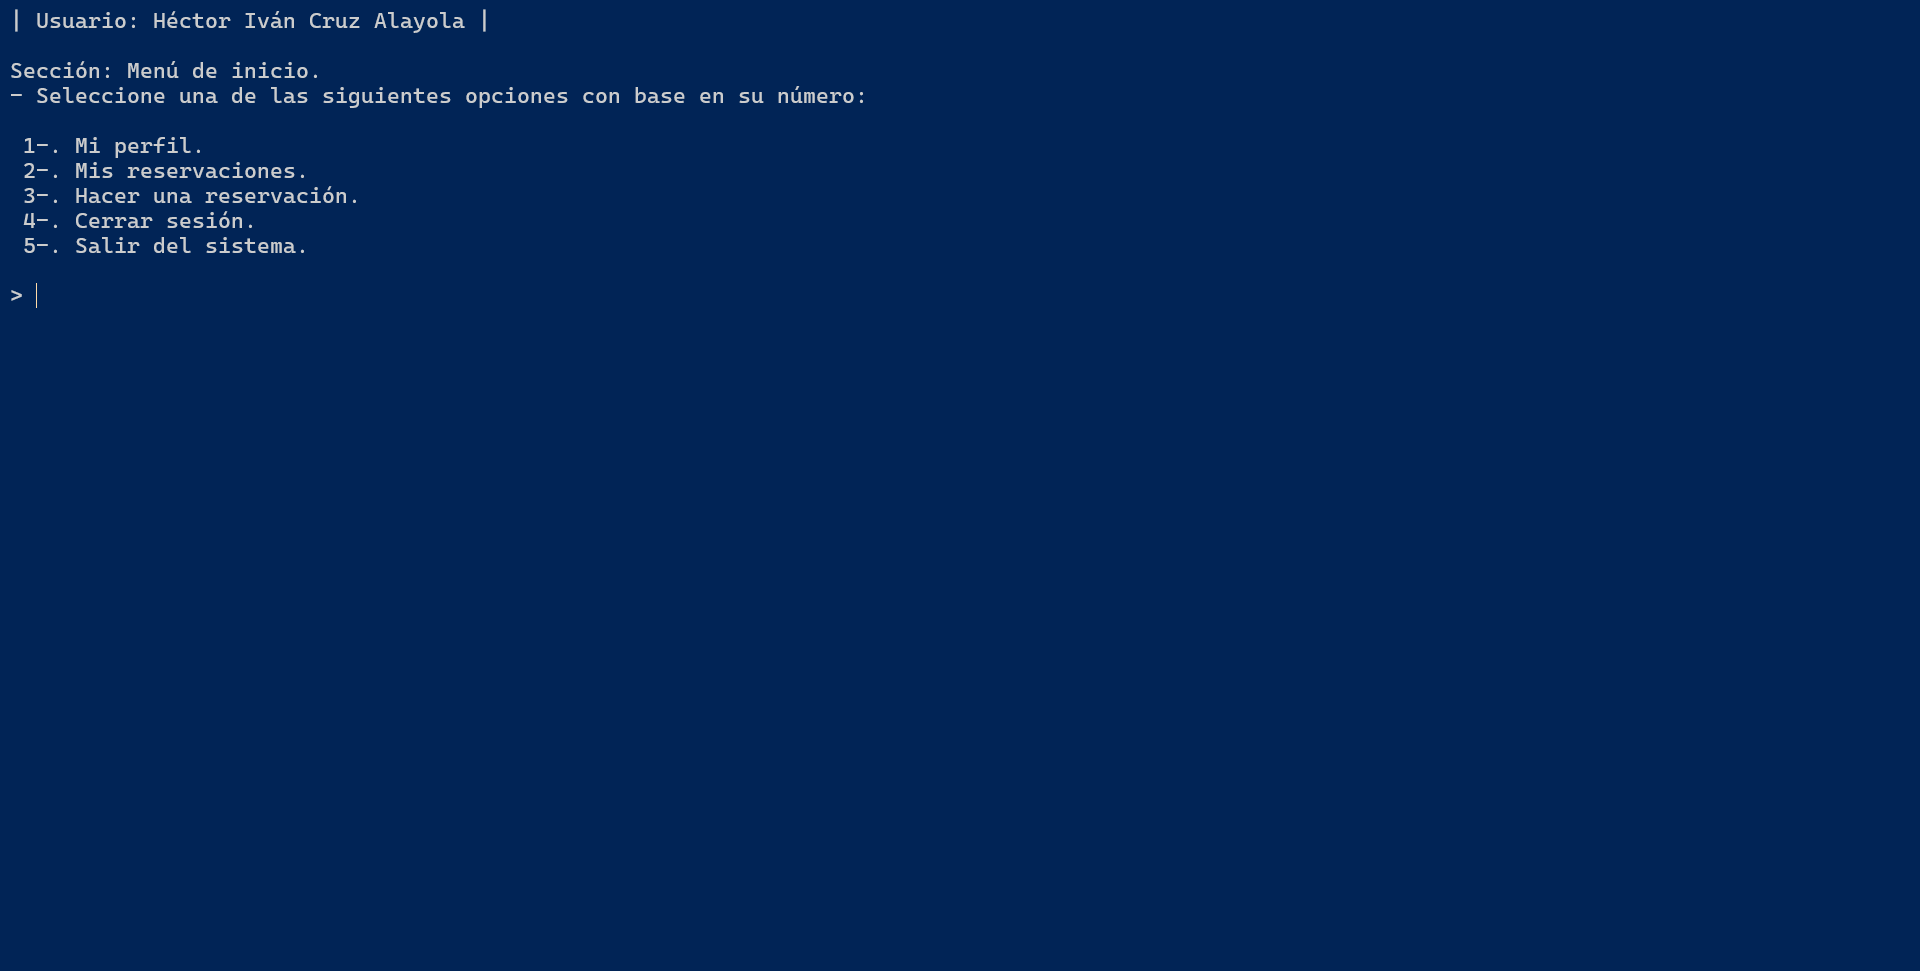 | Usuario: Héctor Iván Cruz Alayola |
Sección: Menú de inicio.
- Seleccione una de las siguientes opciones con base en su número:
1-. Mi perfil.
2-. Mis reservaciones.
3-. Hacer una reservación.
4-. Cerrar sesión.
5-. Salir del sistema.
>